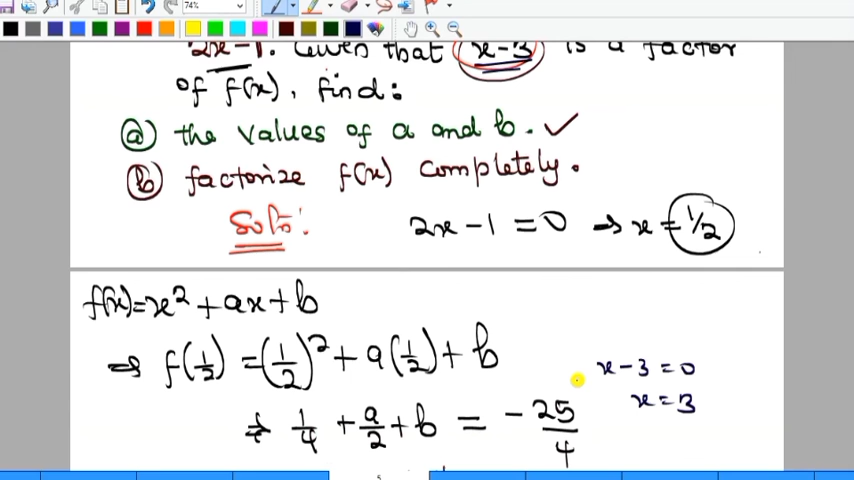 74%
2x-1. Given that x-3 is a factor
of f(x), find:
(a) the values of a and b. ✓
(b) factorize f(x) completely.
Soln:
2x-1=0 ⇒ x=1/2
f(x)=x²+ax+b
⇒ f(1/2)=(1/2)²+a(1/2)+b
x-3=0
x=3
⇒ 1/4+a/2+b=-25/4
5